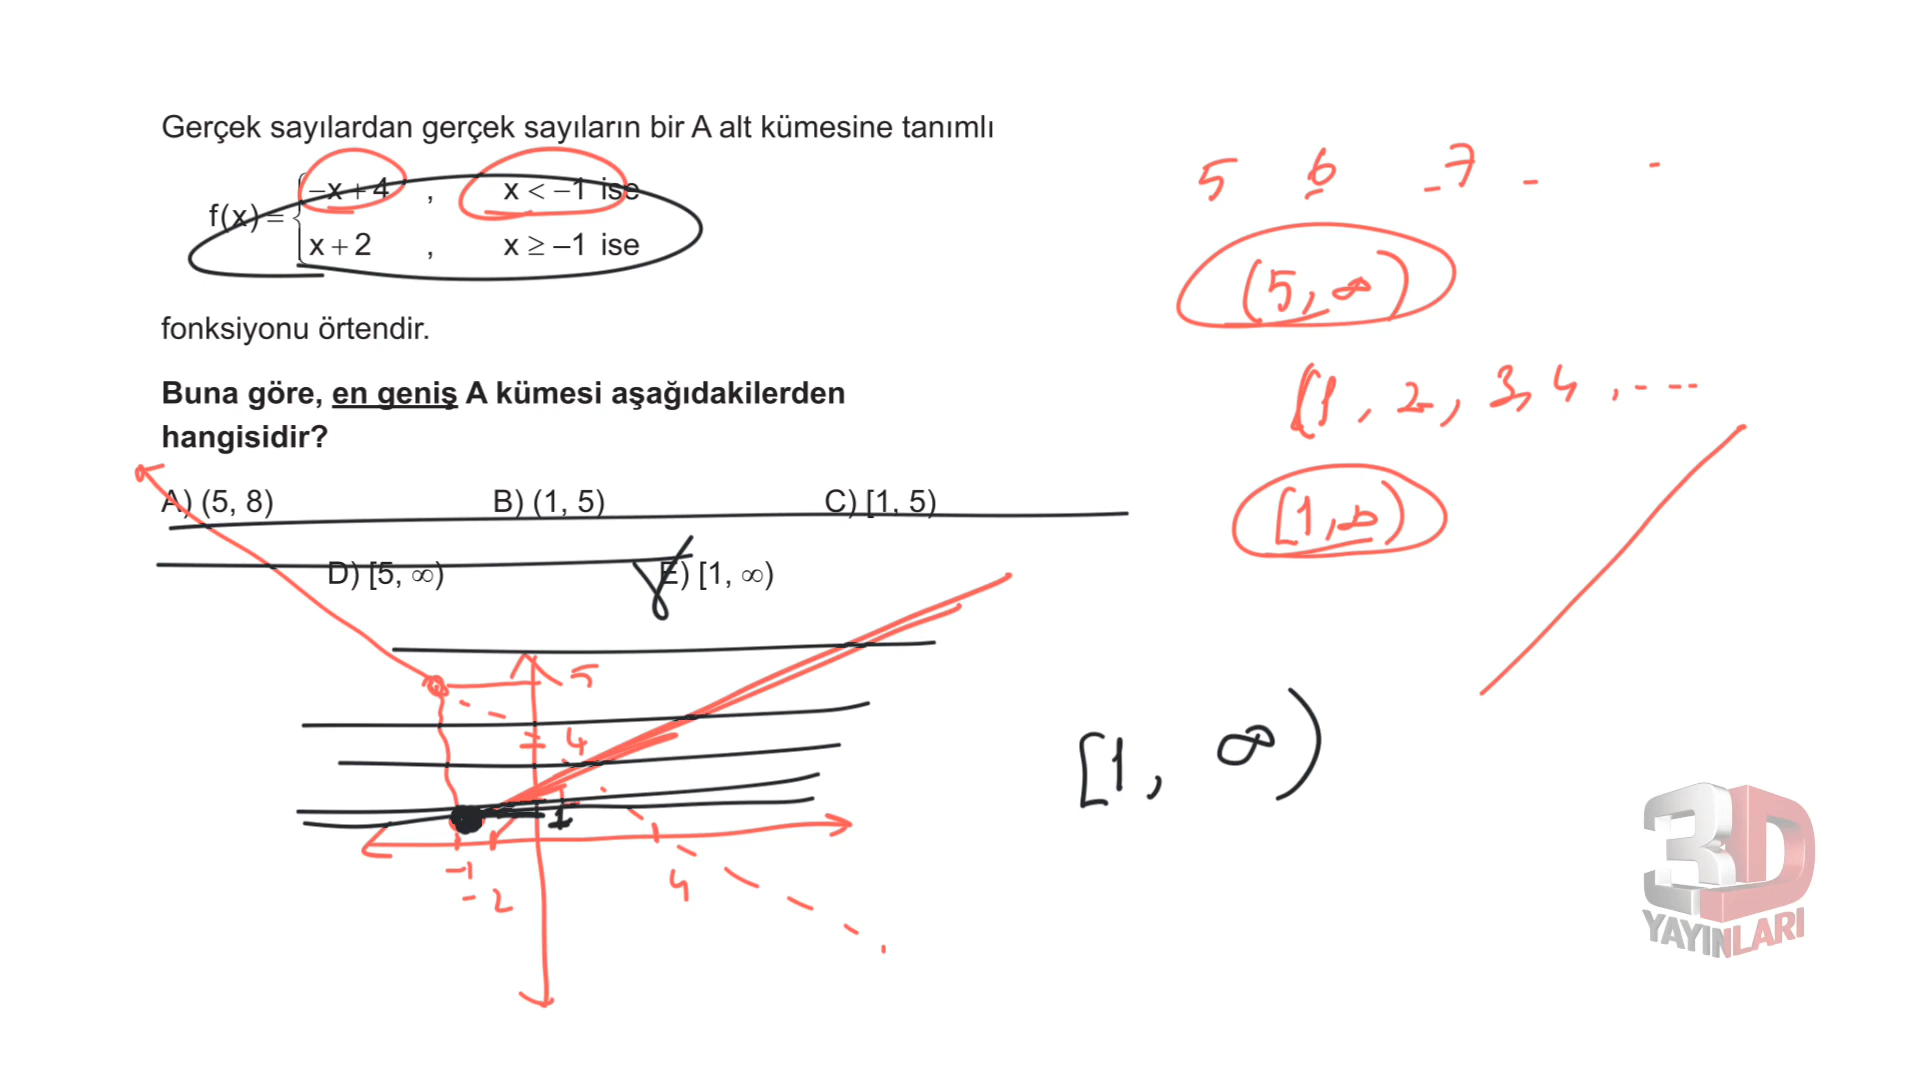 Gerçek sayılardan gerçek sayıların bir A alt kümesine tanımlı
f(x) = { –x + 4 , x < –1 ise
x + 2 , x ≥ –1 ise
fonksiyonu örtendir.
Buna göre, en geniş A kümesi aşağıdakilerden
hangisidir?
A) (5, 8) B) (1, 5) C) [1, 5)
D) [5, ∞) E) [1, ∞)
5 6 -7 - -
(5, ∞)
[1, 2, 3, 4, ----
[1, ∞)
5
4
1
-1
-2
4
[1, ∞)
3D
YAYINLARI